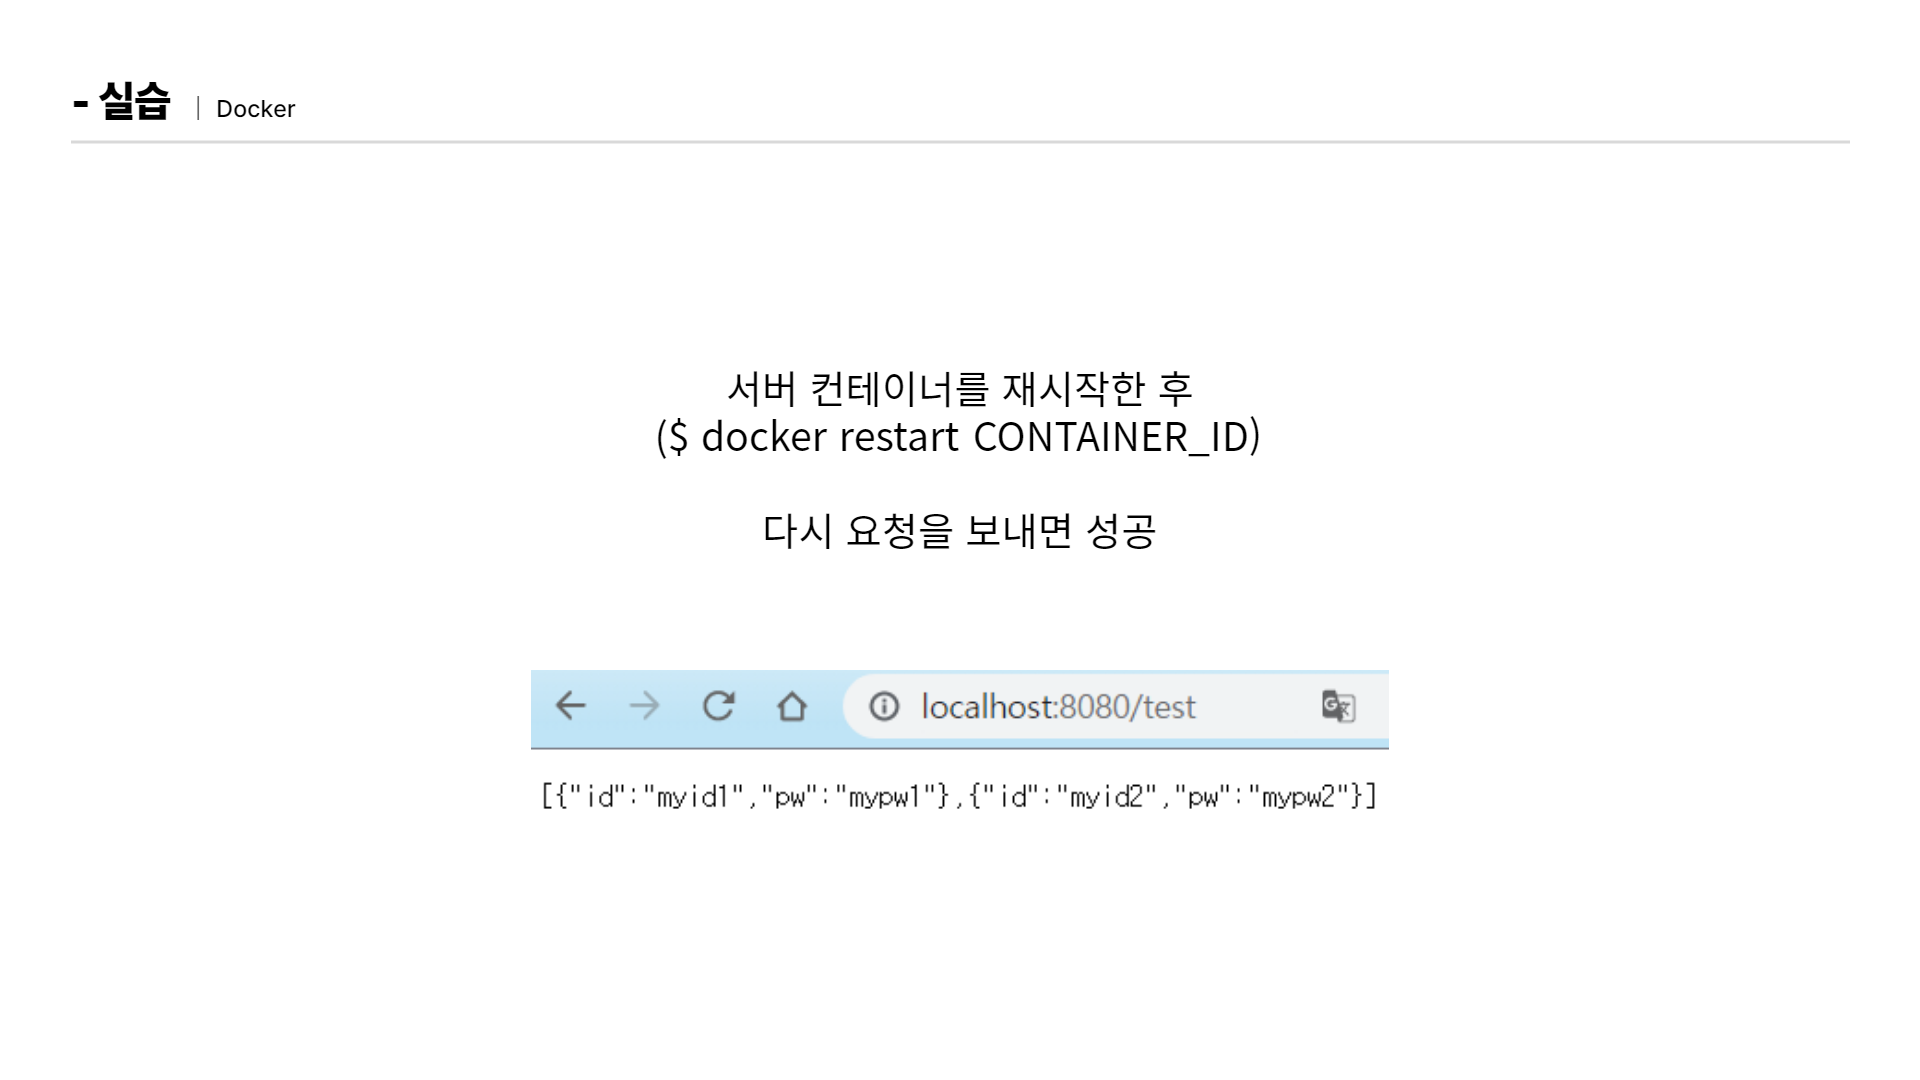 - 실습 | Docker
서버 컨테이너를 재시작한 후
($ docker restart CONTAINER_ID)
다시 요청을 보내면 성공
localhost:8080/test
[{"id":"myid1","pw":"mypw1"},{"id":"myid2","pw":"mypw2"}]